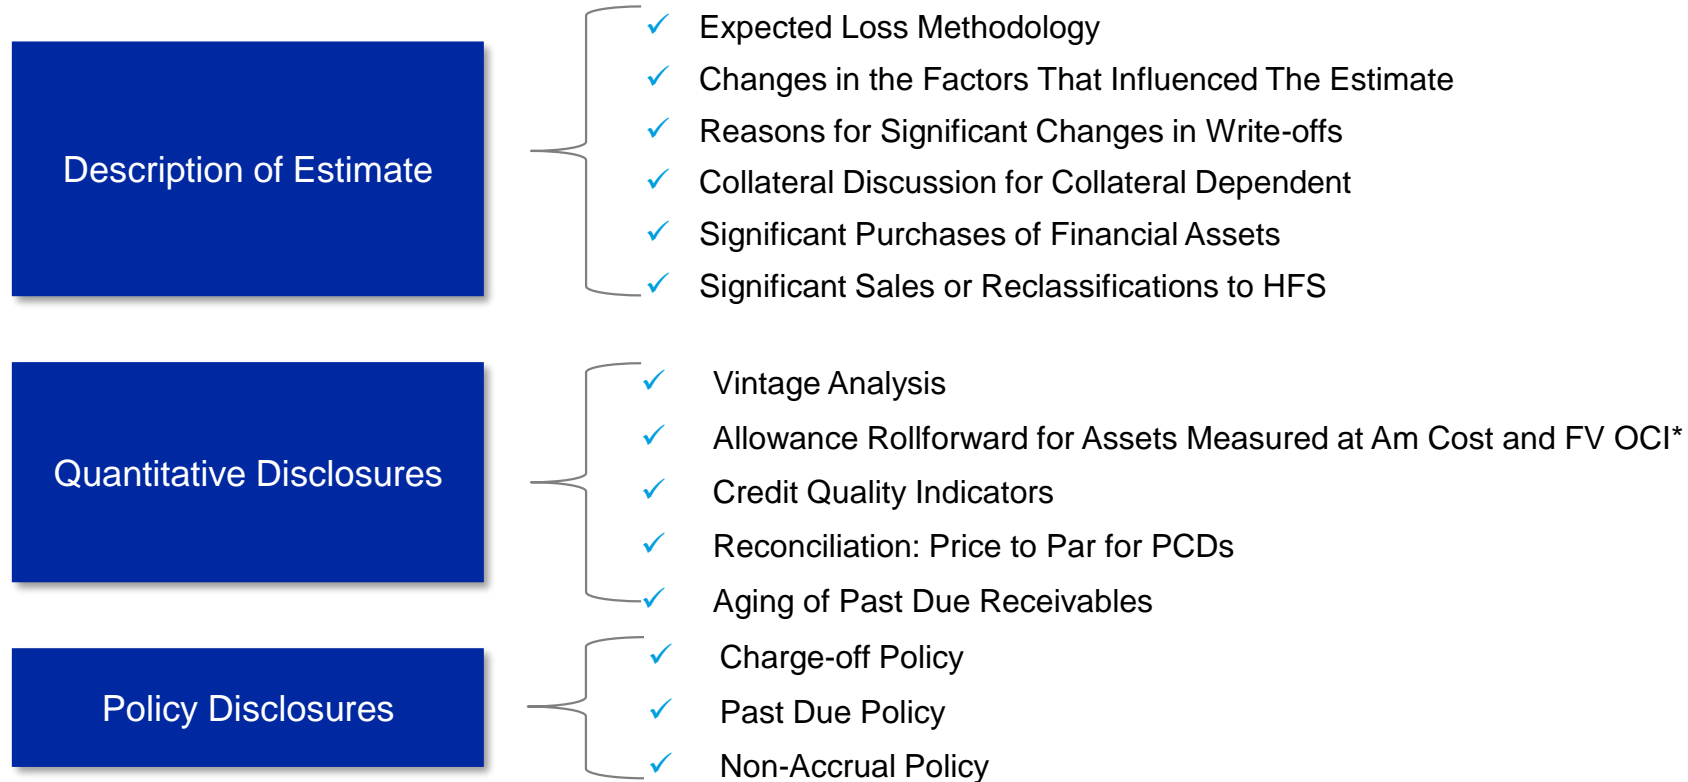 Description of Estimate
✓ Expected Loss Methodology
✓ Changes in the Factors That Influenced The Estimate
✓ Reasons for Significant Changes in Write-offs
✓ Collateral Discussion for Collateral Dependent
✓ Significant Purchases of Financial Assets
✓ Significant Sales or Reclassifications to HFS
Quantitative Disclosures
✓ Vintage Analysis
✓ Allowance Rollforward for Assets Measured at Am Cost and FV OCI*
✓ Credit Quality Indicators
✓ Reconciliation: Price to Par for PCDs
✓ Aging of Past Due Receivables
Policy Disclosures
✓ Charge-off Policy
✓ Past Due Policy
✓ Non-Accrual Policy